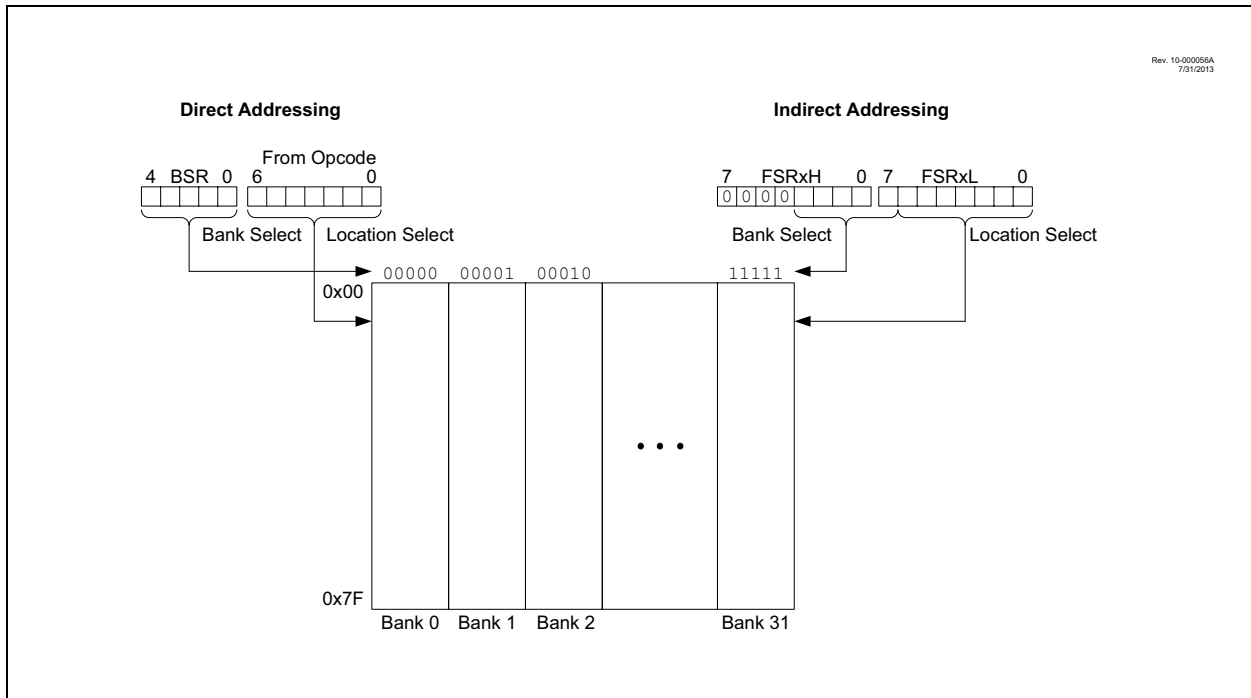 Rev. 10-000056A
7/31/2013
Direct Addressing
Indirect Addressing
From Opcode
4 BSR 0 6 0
7 FSRxH 0 7 FSRxL 0
0 0 0 0
Bank Select Location Select
Bank Select Location Select
00000 00001 00010 11111
0x00
• • •
0x7F
Bank 0 Bank 1 Bank 2 Bank 31